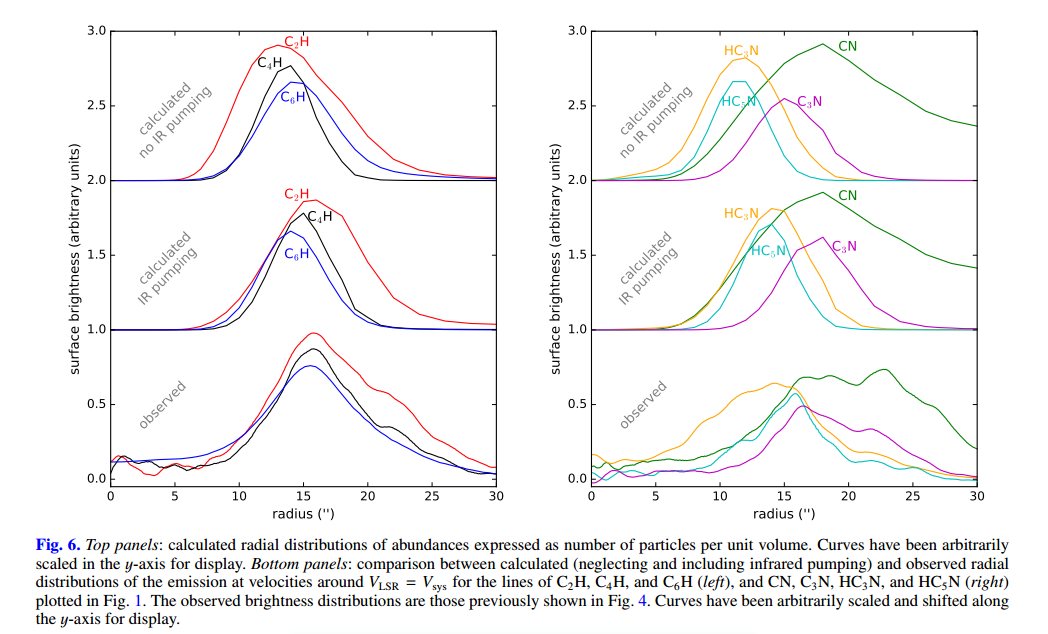 3.0
2.5
2.0
1.5
1.0
0.5
0.0
surface brightness (arbitrary units)
C₂H
C₄H
C₆H
calculated
no IR pumping
C₂H
C₄H
C₆H
calculated
IR pumping
observed
0 5 10 15 20 25 30
radius ('')
3.0
2.5
2.0
1.5
1.0
0.5
0.0
surface brightness (arbitrary units)
HC₃N
CN
HC₅N
C₃N
calculated
no IR pumping
HC₃N
CN
HC₅N
C₃N
calculated
IR pumping
observed
0 5 10 15 20 25 30
radius ('')
Fig. 6. Top panels: calculated radial distributions of abundances expressed as number of particles per unit volume. Curves have been arbitrarily
scaled in the y-axis for display. Bottom panels: comparison between calculated (neglecting and including infrared pumping) and observed radial
distributions of the emission at velocities around V_LSR = V_sys for the lines of C₂H, C₄H, and C₆H (left), and CN, C₃N, HC₃N, and HC₅N (right)
plotted in Fig. 1. The observed brightness distributions are those previously shown in Fig. 4. Curves have been arbitrarily scaled and shifted along
the y-axis for display.